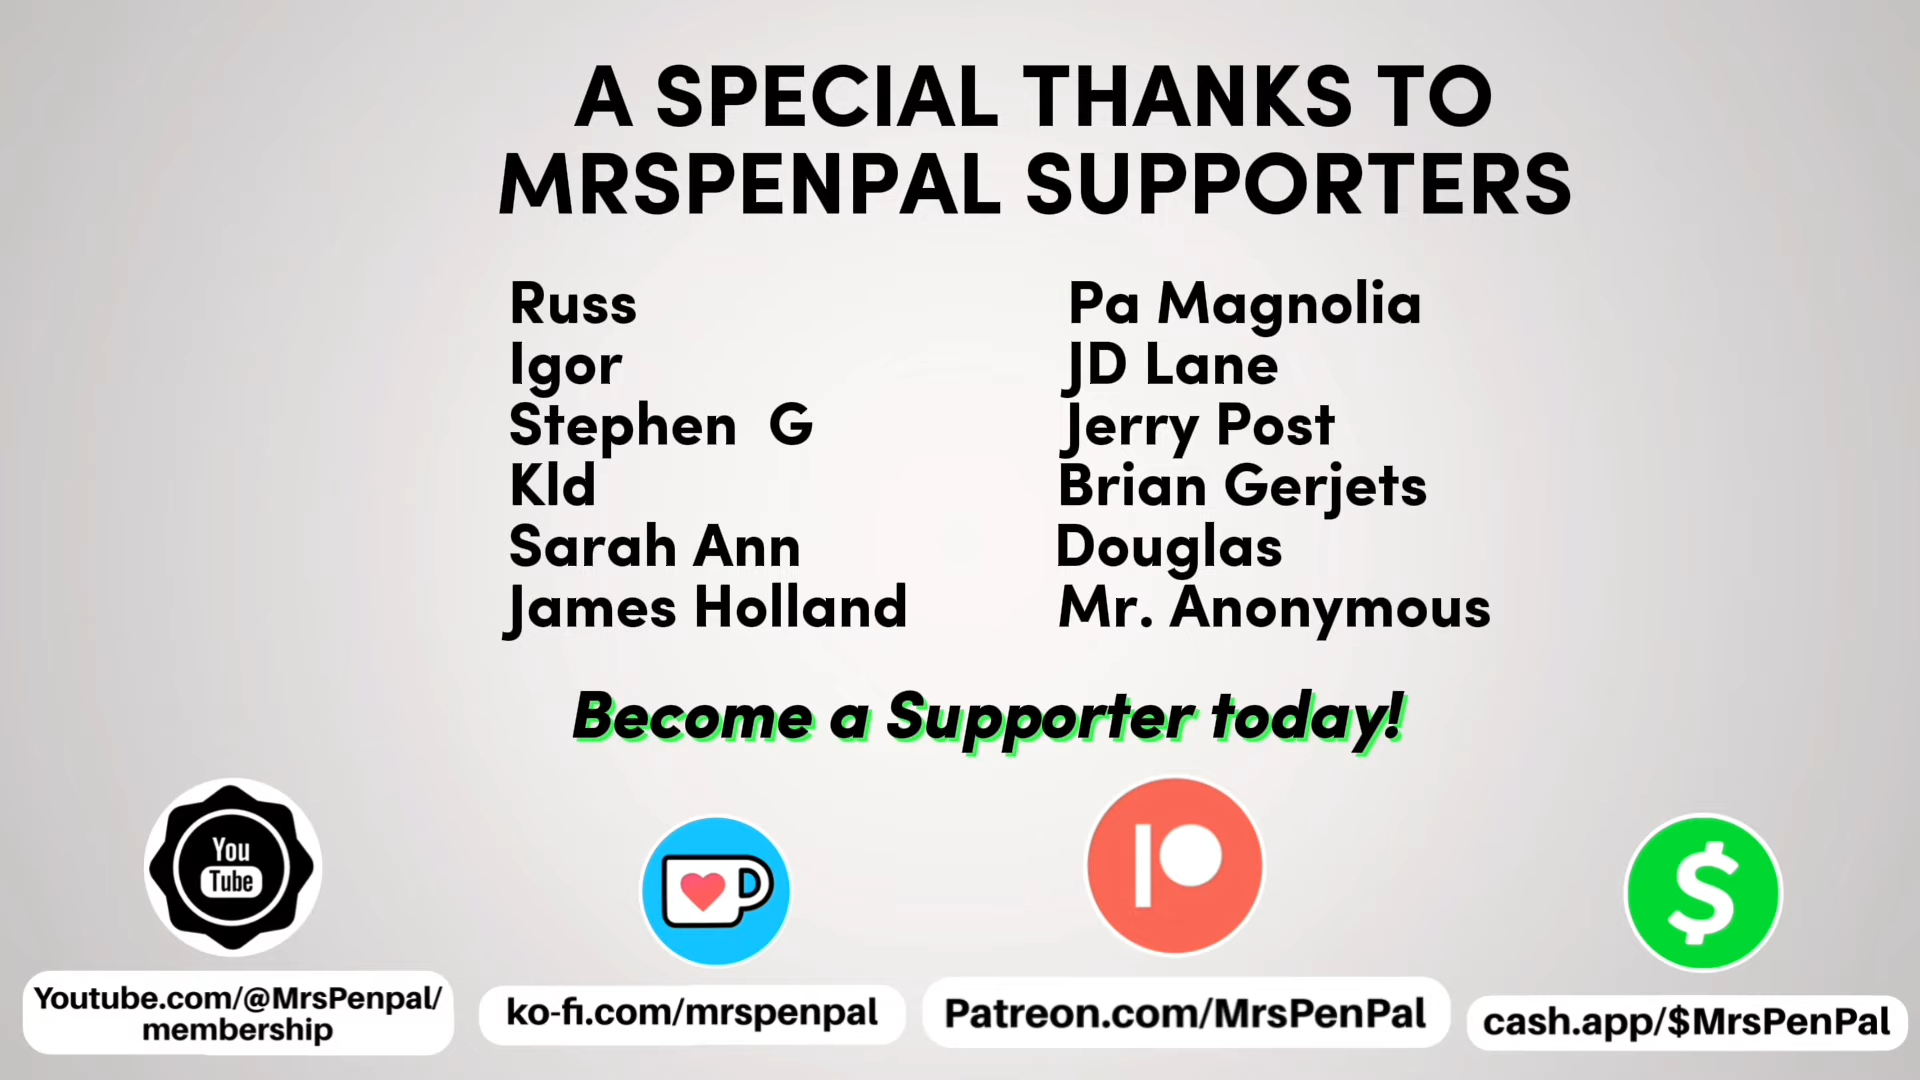 A SPECIAL THANKS TO
MRSPENPAL SUPPORTERS
Russ
Igor
Stephen  G
Kld
Sarah Ann
James Holland
Pa Magnolia
JD Lane
Jerry Post
Brian Gerjets
Douglas
Mr. Anonymous
Become a Supporter today!
You
Tube
Youtube.com/@MrsPenpal/
membership
ko-fi.com/mrspenpal
Patreon.com/MrsPenPal
$
cash.app/$MrsPenPal